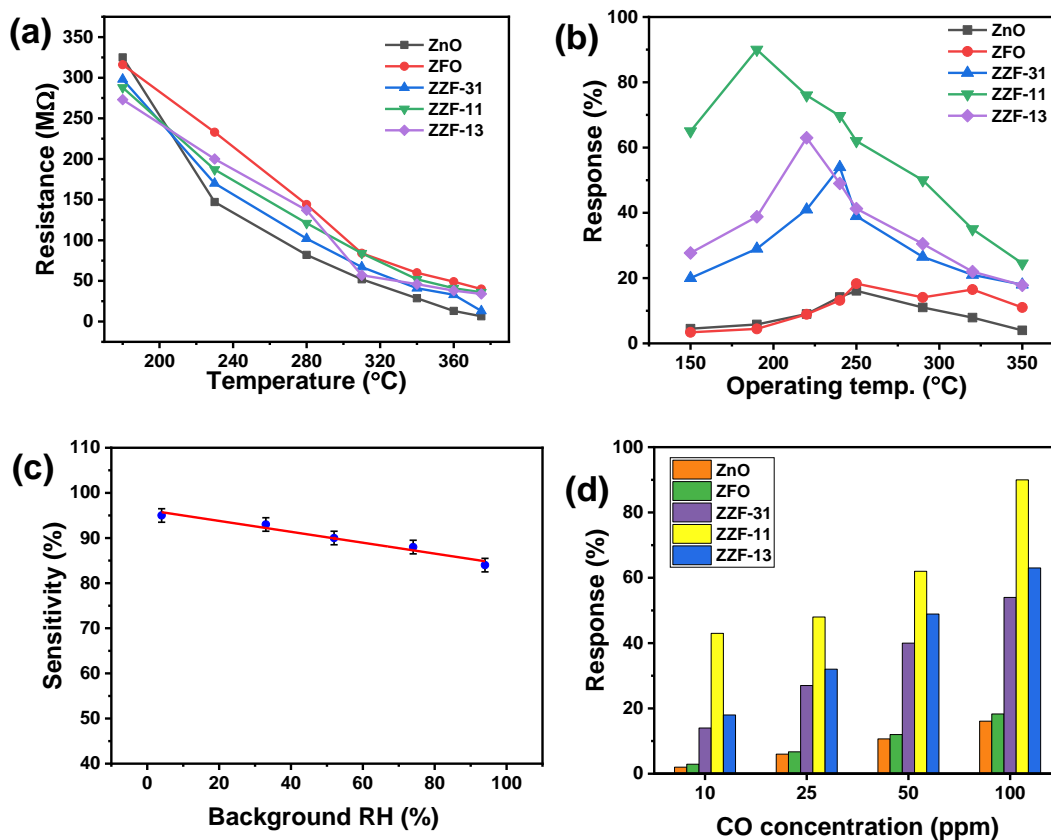 (a)
ZnO
ZFO
ZZF-31
ZZF-11
ZZF-13
Resistance (MΩ)
350
300
250
200
150
100
50
0
200 240 280 320 360
Temperature (°C)
(b)
ZnO
ZFO
ZZF-31
ZZF-11
ZZF-13
Response (%)
100
80
60
40
20
0
150 200 250 300 350
Operating temp. (°C)
(c)
Sensitivity (%)
110
100
90
80
70
60
50
40
0 20 40 60 80 100
Background RH (%)
(d)
ZnO
ZFO
ZZF-31
ZZF-11
ZZF-13
Response (%)
100
80
60
40
20
0
10 25 50 100
CO concentration (ppm)